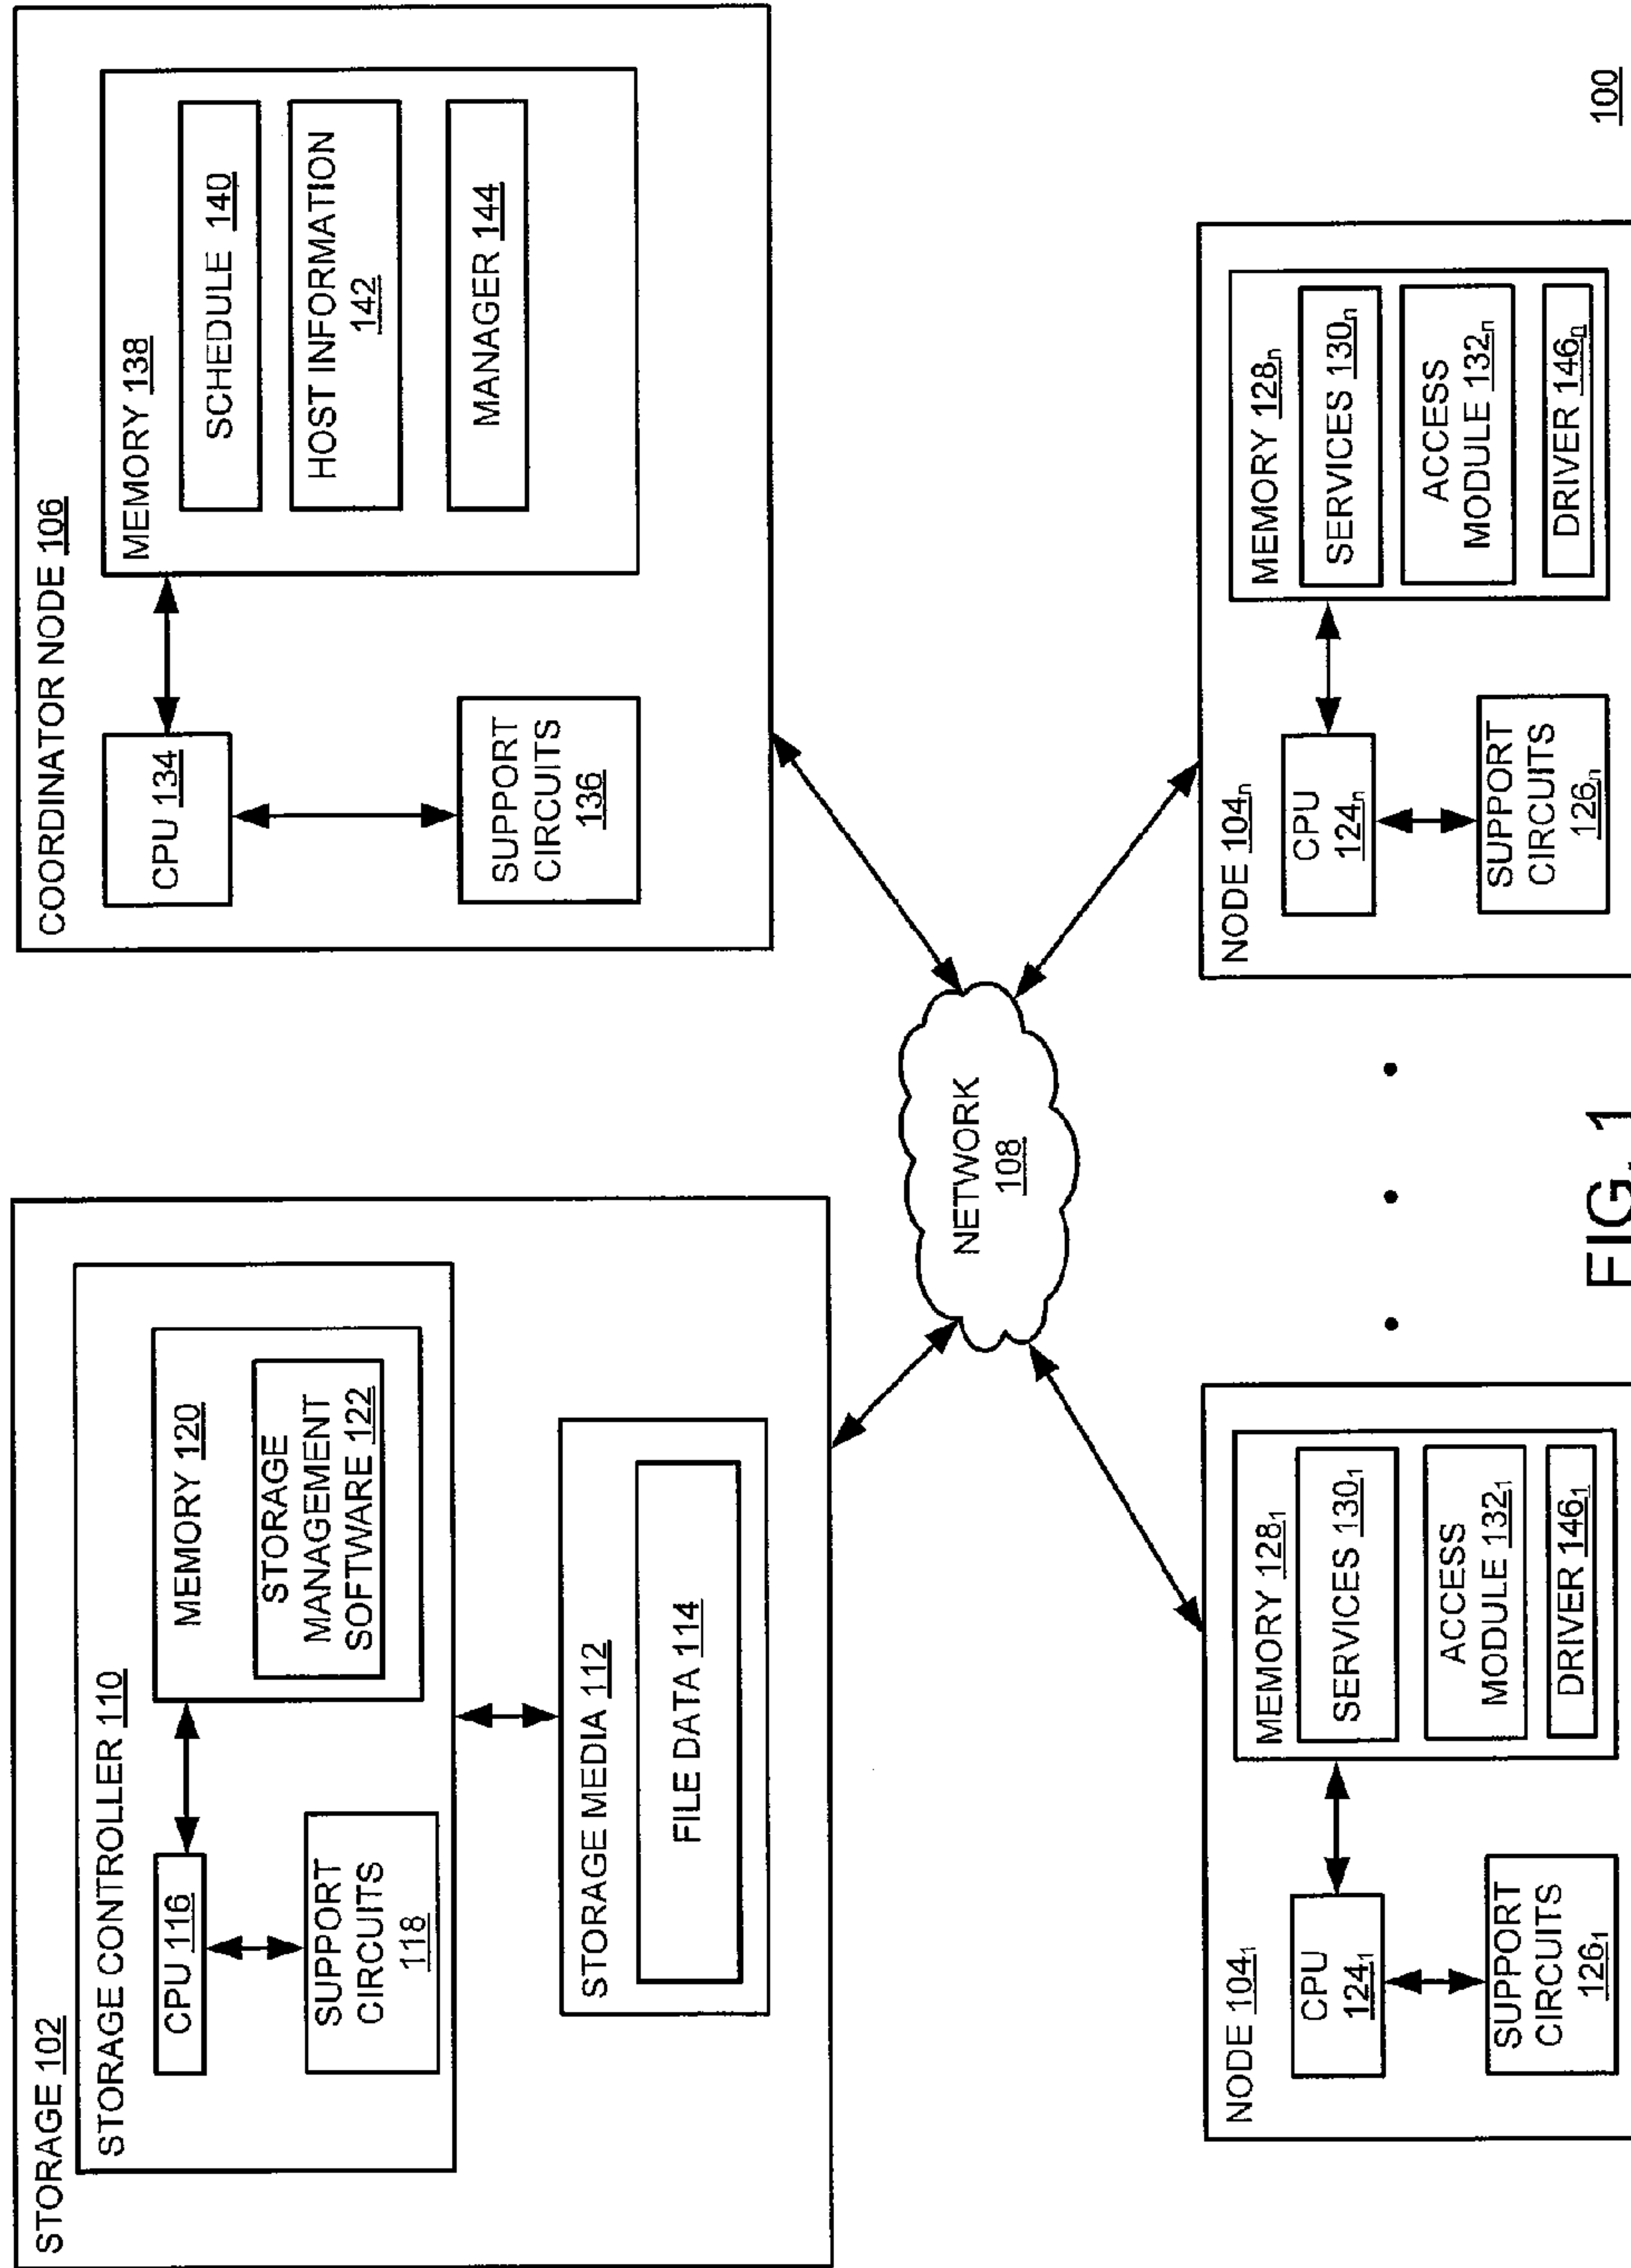 STORAGE 102
STORAGE CONTROLLER 110
CPU 116
SUPPORT
CIRCUITS
118
MEMORY 120
STORAGE
MANAGEMENT
SOFTWARE 122
STORAGE MEDIA 112
FILE DATA 114
COORDINATOR NODE 106
CPU 134
SUPPORT
CIRCUITS
136
MEMORY 138
SCHEDULE 140
HOST INFORMATION
142
MANAGER 144
NETWORK
108
NODE 104₁
CPU
124₁
SUPPORT
CIRCUITS
126₁
MEMORY 128₁
SERVICES 130₁
ACCESS
MODULE 132₁
DRIVER 146₁
NODE 104ₙ
CPU
124ₙ
SUPPORT
CIRCUITS
126ₙ
MEMORY 128ₙ
SERVICES 130ₙ
ACCESS
MODULE 132ₙ
DRIVER 146ₙ
FIG. 1
100